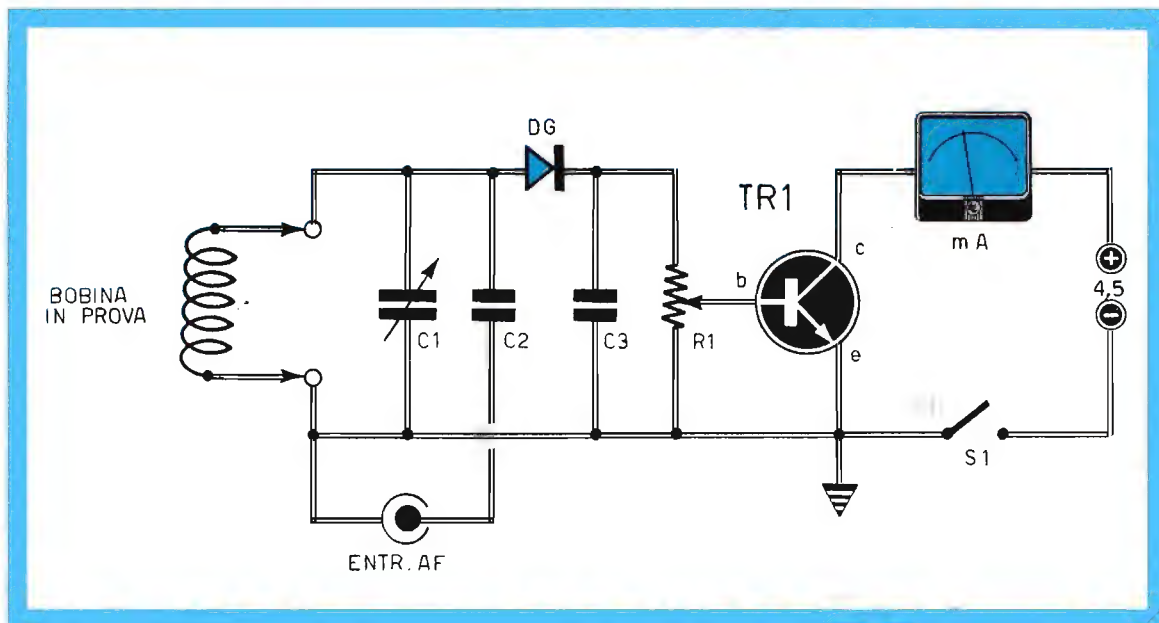 DG
TR1
mA
BOBINA
IN PROVA
C1
C2
C3
R1
b
c
e
+
4,5
−
S1
ENTR. AF